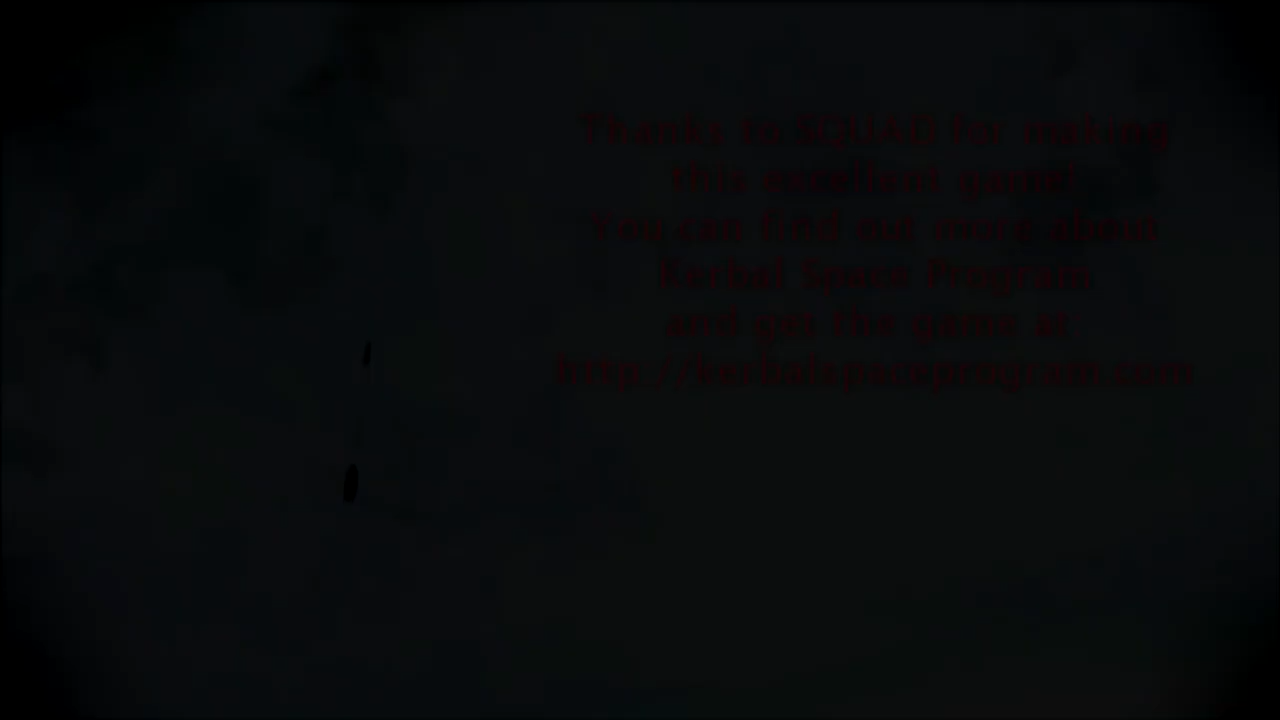 Thanks to SQUAD for making
this excellent game!
You can find out more about
Kerbal Space Program
and get the game at
http://kerbalspaceprogram.com